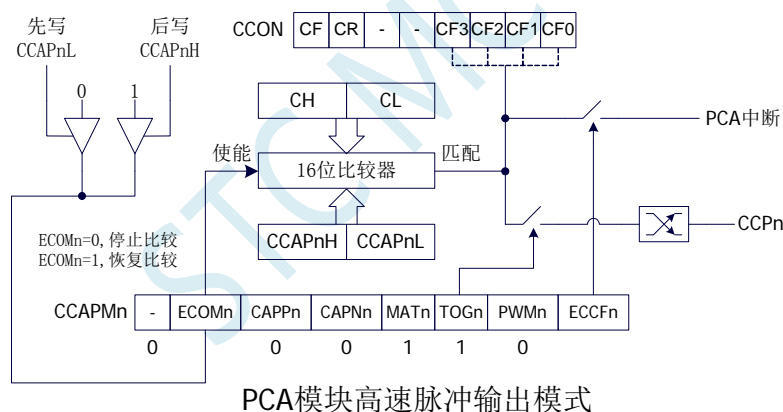 先写
CCAPnL
后写
CCAPnH
CCON CF CR - - CF3 CF2 CF1 CF0
0 1
CH CL
PCA中断
使能
16位比较器
匹配
CCAPnH CCAPnL
CCPn
ECOMn=0,停止比较
ECOMn=1,恢复比较
CCAPMn - ECOMn CAPPn CAPNn MATn TOGn PWMn ECCFn
0 0 0 1 1 0
PCA模块高速脉冲输出模式
STC MC